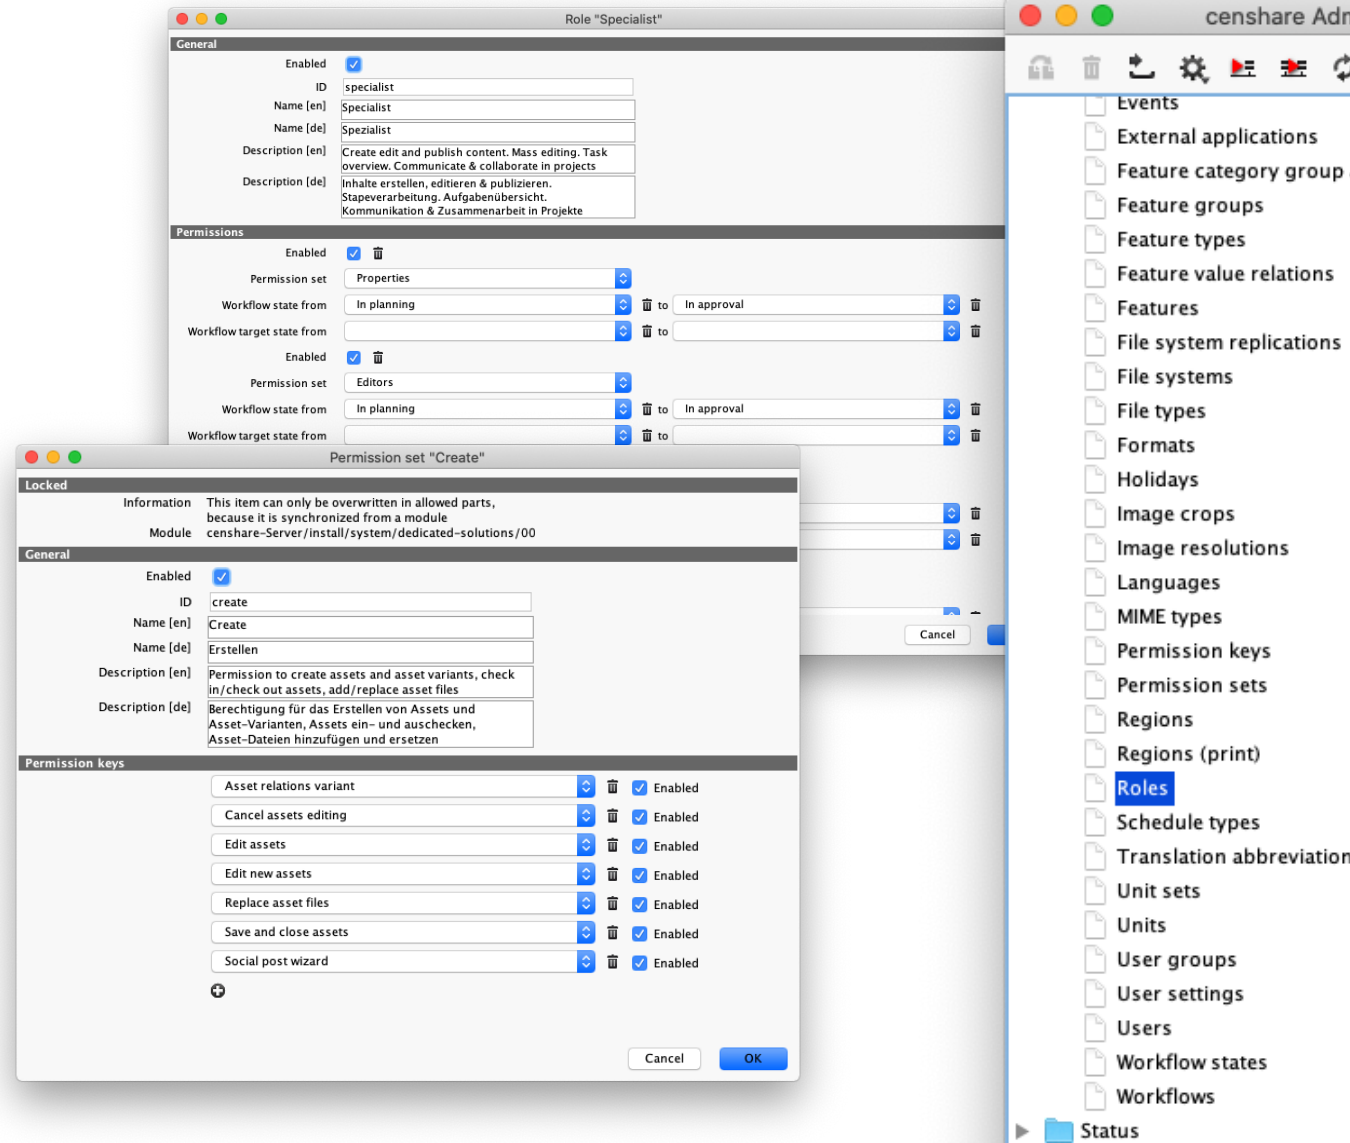 Role "Specialist"
General
Enabled
ID specialist
Name [en] Specialist
Name [de] Spezialist
Description [en] Create edit and publish content. Mass editing. Task
overview. Communicate & collaborate in projects
Description [de] Inhalte erstellen, editieren & publizieren.
Stapeverarbeitung. Aufgabenübersicht.
Kommunikation & Zusammenarbeit in Projekte
Permissions
Enabled
Permission set Properties
Workflow state from In planning to In approval
Workflow target state from to
Enabled
Permission set Editors
Workflow state from In planning to In approval
Workflow target state from to
Cancel
Permission set "Create"
Locked
Information This item can only be overwritten in allowed parts,
because it is synchronized from a module
Module censhare-Server/install/system/dedicated-solutions/00
General
Enabled
ID create
Name [en] Create
Name [de] Erstellen
Description [en] Permission to create assets and asset variants, check
in/check out assets, add/replace asset files
Description [de] Berechtigung für das Erstellen von Assets und
Asset-Varianten, Assets ein- und auschecken,
Asset-Dateien hinzufügen und ersetzen
Permission keys
Asset relations variant Enabled
Cancel assets editing Enabled
Edit assets Enabled
Edit new assets Enabled
Replace asset files Enabled
Save and close assets Enabled
Social post wizard Enabled
Cancel OK
censhare Adm
Events
External applications
Feature category group
Feature groups
Feature types
Feature value relations
Features
File system replications
File systems
File types
Formats
Holidays
Image crops
Image resolutions
Languages
MIME types
Permission keys
Permission sets
Regions
Regions (print)
Roles
Schedule types
Translation abbreviation
Unit sets
Units
User groups
User settings
Users
Workflow states
Workflows
Status